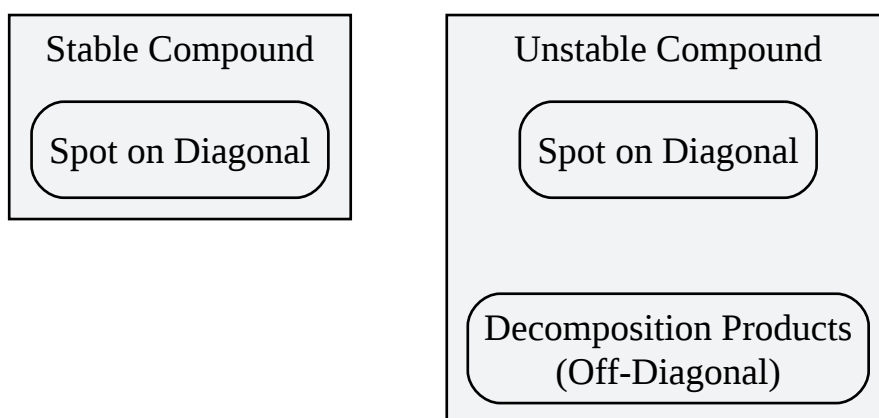 Stable Compound
Spot on Diagonal
Unstable Compound
Spot on Diagonal
Decomposition Products
(Off-Diagonal)